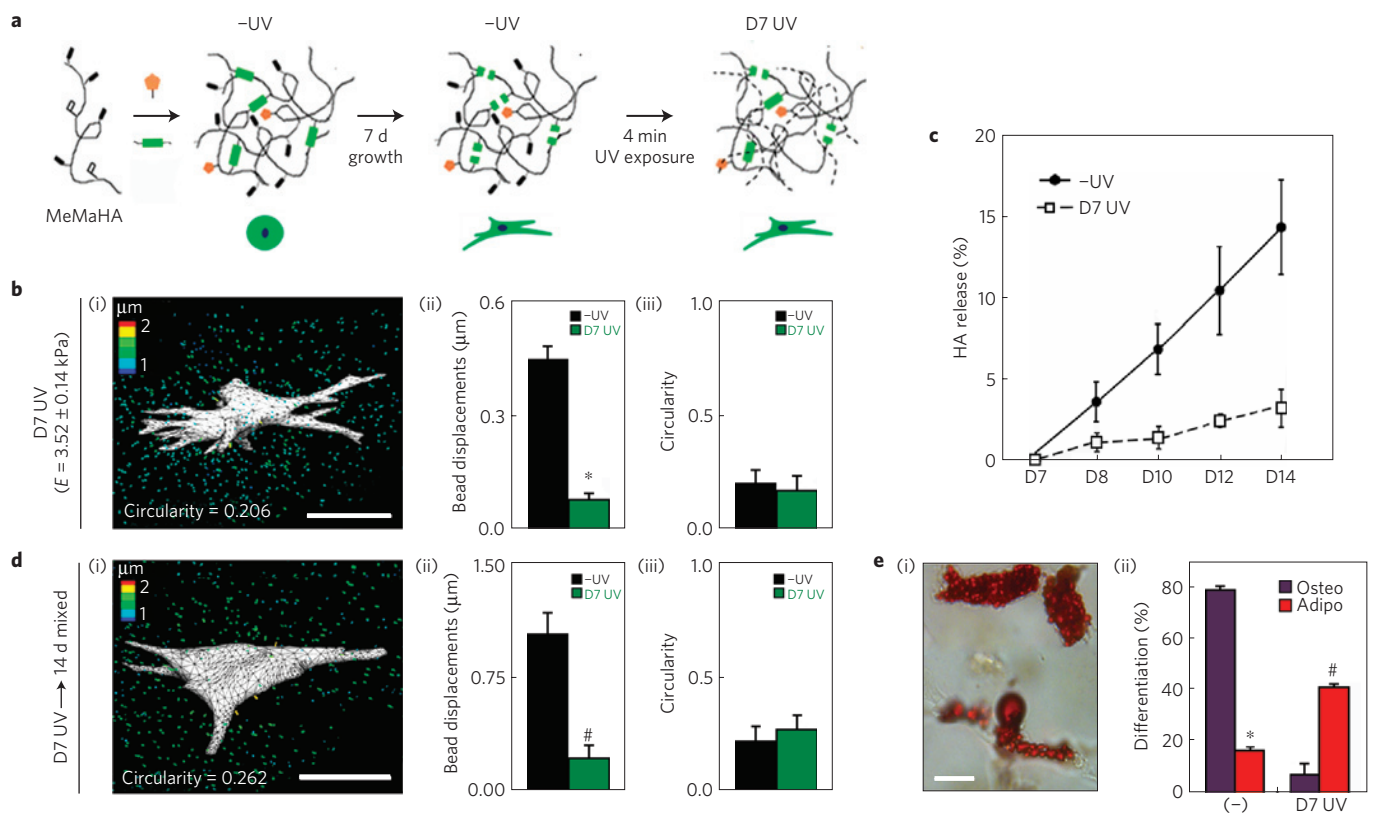 a
–UV
–UV
D7 UV
7 d
growth
4 min
UV exposure
MeMaHA
b
D7 UV
(E = 3.52 ± 0.14 kPa)
(i)
μm
2
1
Circularity = 0.206
(ii)
Bead displacements (μm)
0.6
0.3
0.0
–UV
D7 UV
*
(iii)
Circularity
1.0
0.5
0.0
–UV
D7 UV
c
HA release (%)
20
15
10
5
0
–UV
D7 UV
D7 D8 D10 D12 D14
d
D7 UV → 14 d mixed
(i)
μm
2
1
Circularity = 0.262
(ii)
Bead displacements (μm)
1.50
0.75
0.00
–UV
D7 UV
#
(iii)
Circularity
1.0
0.5
0.0
–UV
D7 UV
e
(i)
(ii)
Differentiation (%)
80
60
40
20
0
Osteo
Adipo
*
#
(–) D7 UV